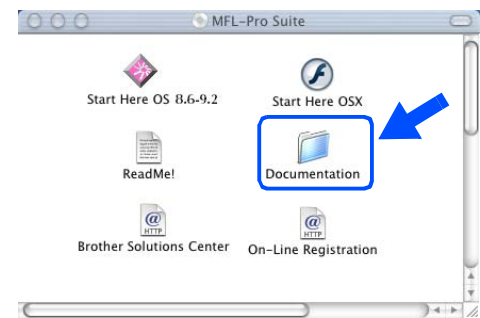 MFL-Pro Suite
Start Here OS 8.6-9.2
Start Here OSX
ReadMe!
Documentation
@
HTTP
Brother Solutions Center
@
HTTP
On-Line Registration